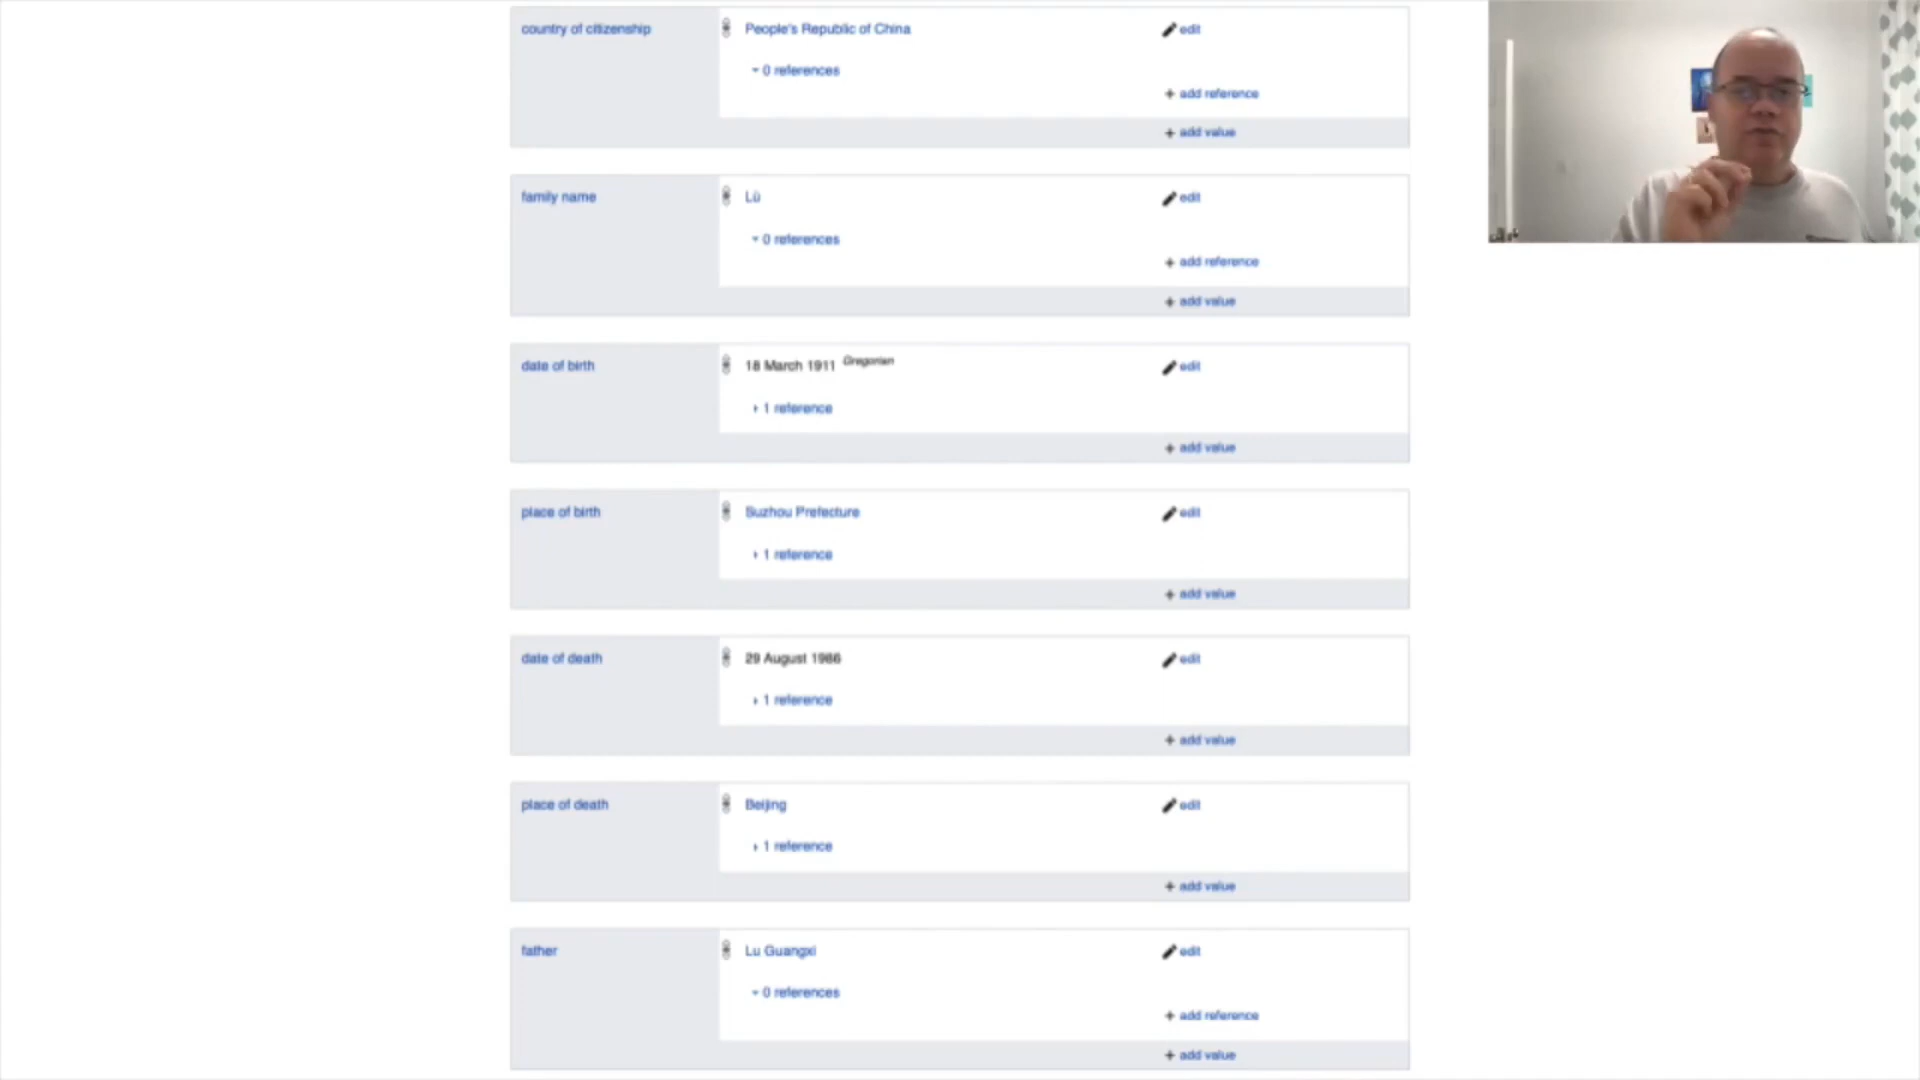 country of citizenship
People's Republic of China
edit
0 references
+ add reference
+ add value
family name
Lü
edit
0 references
+ add reference
+ add value
date of birth
18 March 1911 Gregorian
edit
1 reference
+ add value
place of birth
Suzhou Prefecture
edit
1 reference
+ add value
date of death
29 August 1986
edit
1 reference
+ add value
place of death
Beijing
edit
1 reference
+ add value
father
Lu Guangxi
edit
0 references
+ add reference
+ add value